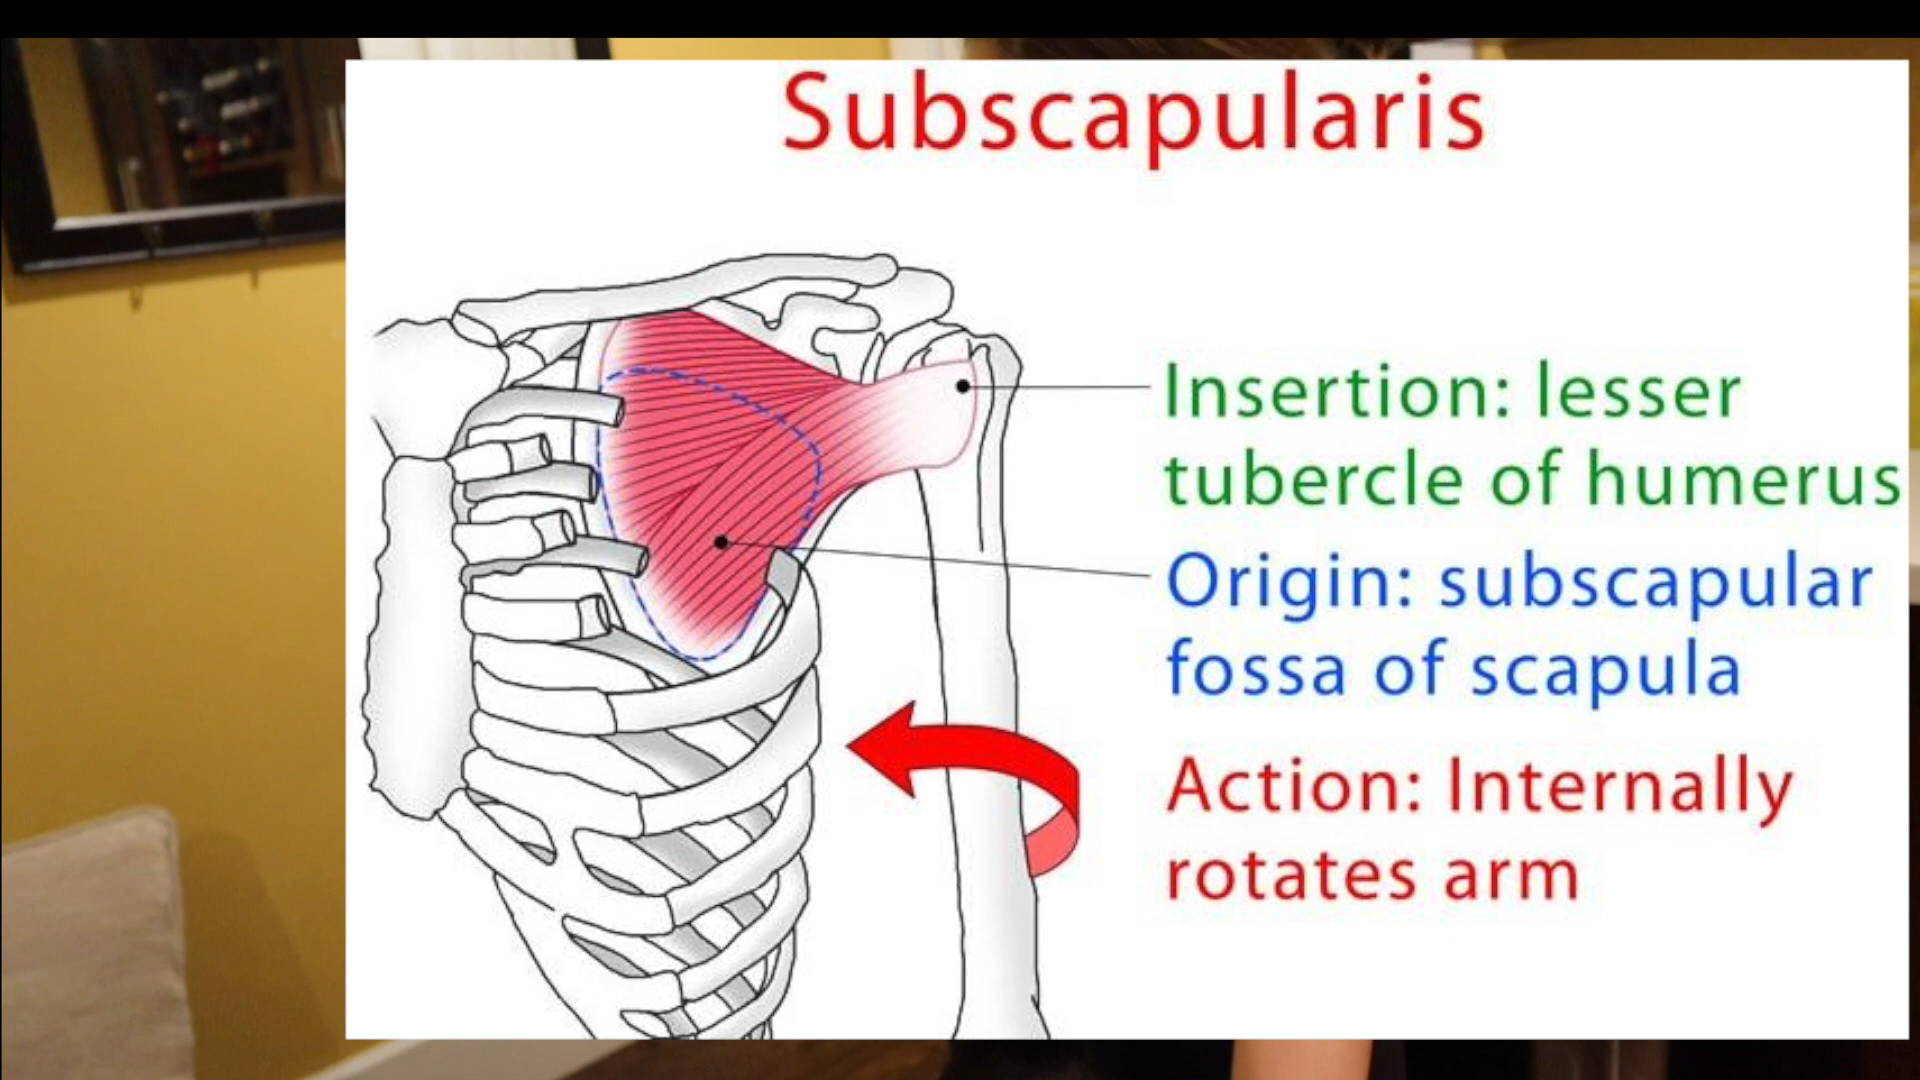 Subscapularis
Insertion: lesser
tubercle of humerus
Origin: subscapular
fossa of scapula
Action: Internally
rotates arm